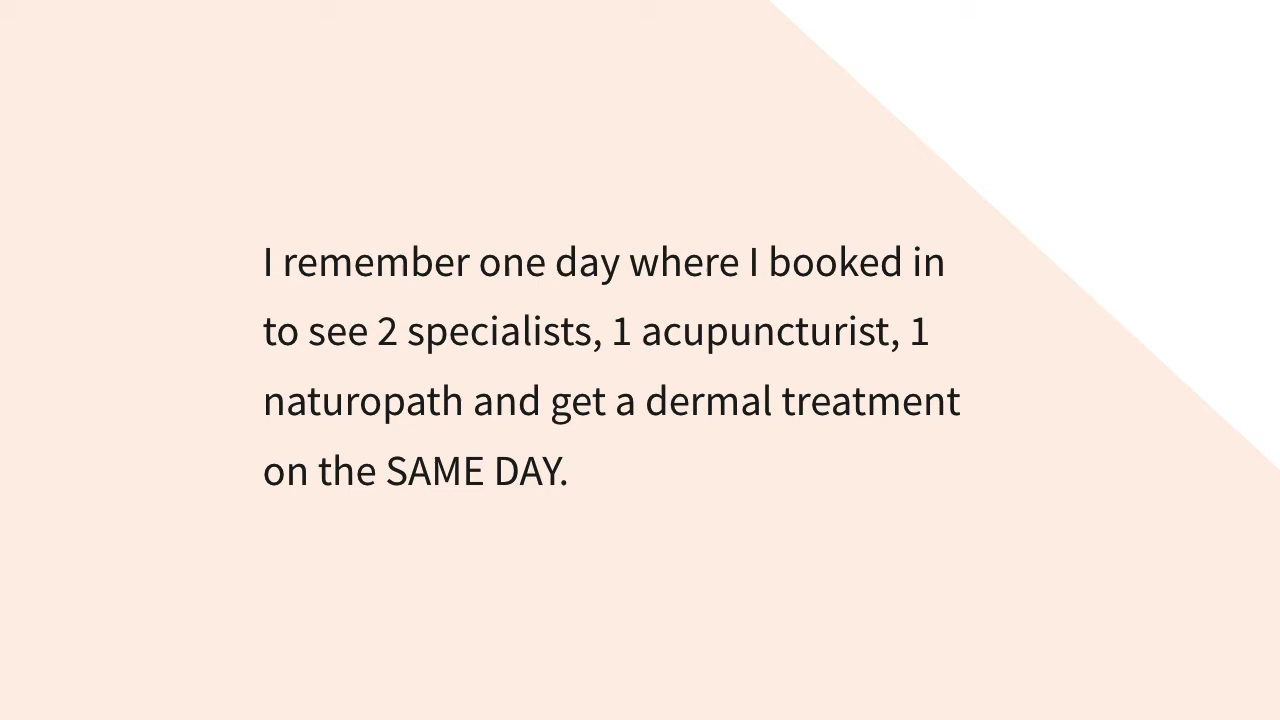 I remember one day where I booked in
to see 2 specialists, 1 acupuncturist, 1
naturopath and get a dermal treatment
on the SAME DAY.